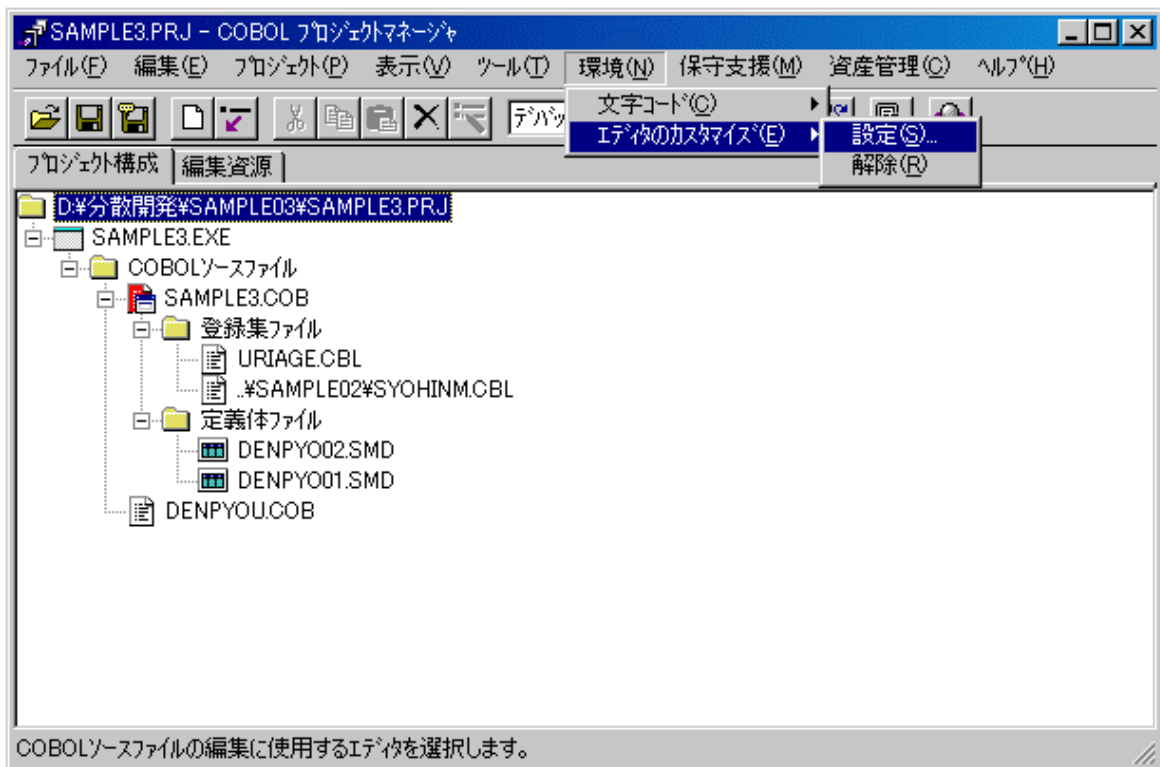 SAMPLE3.PRJ - COBOL ﾌﾟﾛｼﾞｪｸﾄﾏﾈｰｼﾞｬ
ﾌｧｲﾙ(F) 編集(E) ﾌﾟﾛｼﾞｪｸﾄ(P) 表示(V) ﾂｰﾙ(T) 環境(N) 保守支援(M) 資産管理(C) ﾍﾙﾌﾟ(H)
文字ｺｰﾄﾞ(C)
ｴﾃﾞｨﾀのｶｽﾀﾏｲｽﾞ(E)
設定(S)...
解除(R)
ﾌﾟﾛｼﾞｪｸﾄ構成 編集資源
D:¥分散開発¥SAMPLE03¥SAMPLE3.PRJ
SAMPLE3.EXE
COBOLｿｰｽﾌｧｲﾙ
SAMPLE3.COB
登録集ﾌｧｲﾙ
URIAGE.CBL
..¥SAMPLE02¥SYOHINM.CBL
定義体ﾌｧｲﾙ
DENPYO02.SMD
DENPYO01.SMD
DENPYOU.COB
COBOLｿｰｽﾌｧｲﾙの編集に使用するｴﾃﾞｨﾀを選択します。